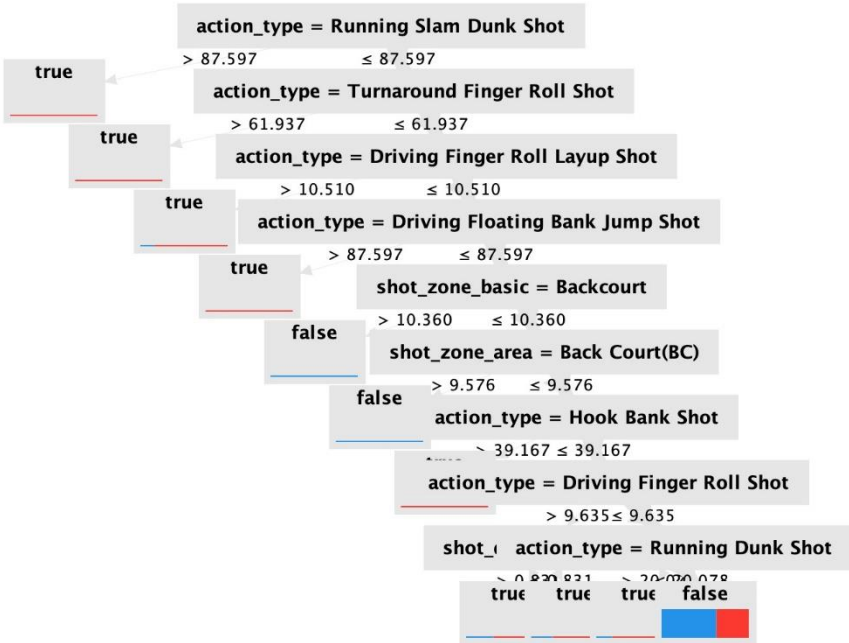 action_type = Running Slam Dunk Shot
> 87.597 ≤ 87.597
true
action_type = Turnaround Finger Roll Shot
> 61.937 ≤ 61.937
true
action_type = Driving Finger Roll Layup Shot
> 10.510 ≤ 10.510
true
action_type = Driving Floating Bank Jump Shot
> 87.597 ≤ 87.597
true
shot_zone_basic = Backcourt
> 10.360 ≤ 10.360
false
shot_zone_area = Back Court(BC)
> 9.576 ≤ 9.576
false
action_type = Hook Bank Shot
> 39.167 ≤ 39.167
action_type = Driving Finger Roll Shot
> 9.635 ≤ 9.635
action_type = Running Dunk Shot
true true true false